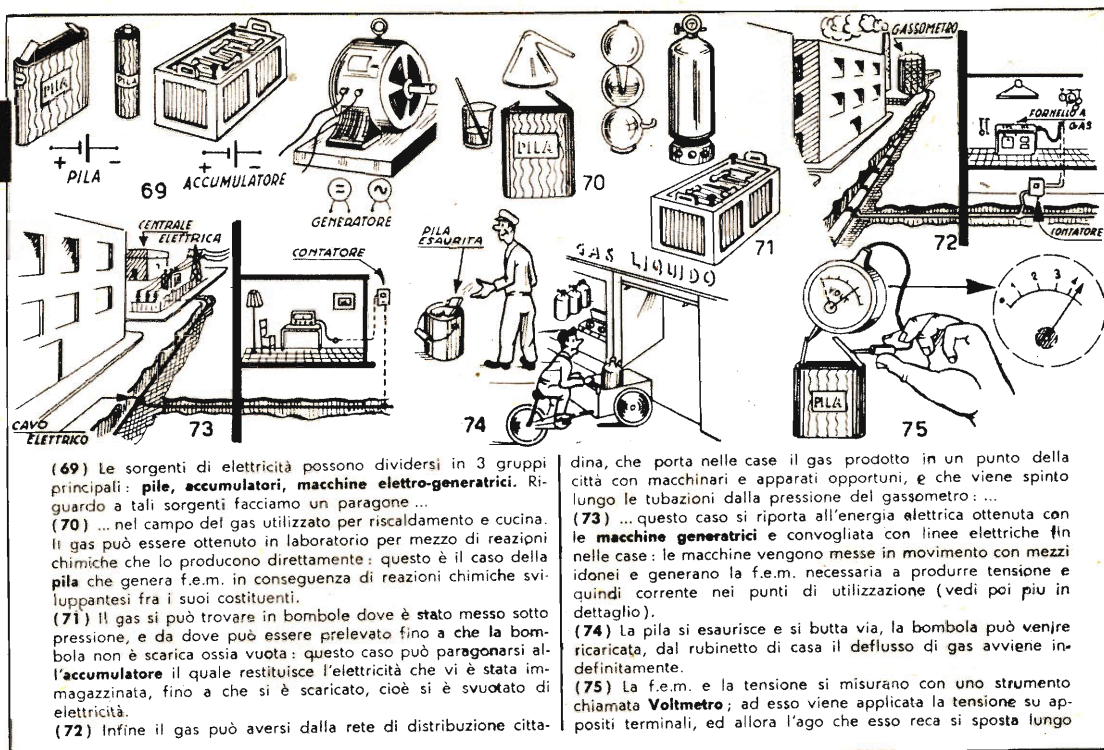 PILA
PILA
+ −
PILA
69
+ −
ACCUMULATORE
= ~
GENERATORE
PILA
70
71
GASSOMETRO
FORNELLO A
GAS
CONTATORE
72
CENTRALE
ELETTRICA
CONTATORE
CAVO
ELETTRICO
73
PILA
ESAURITA
GAS LIQUIDO
74
VOLT
1 2 3 4
PILA
75
(69) Le sorgenti di elettricità possono dividersi in 3 gruppi
principali: pile, accumulatori, macchine elettro-generatrici. Ri-
guardo a tali sorgenti facciamo un paragone ...
(70) ... nel campo del gas utilizzato per riscaldamento e cucina.
Il gas può essere ottenuto in laboratorio per mezzo di reazioni
chimiche che lo producono direttamente: questo è il caso della
pila che genera f.e.m. in conseguenza di reazioni chimiche svi-
luppantesi fra i suoi costituenti.
(71) Il gas si può trovare in bombole dove è stato messo sotto
pressione, e da dove può essere prelevato fino a che la bom-
bola non è scarica ossia vuota: questo caso può paragonarsi al-
l'accumulatore il quale restituisce l'elettricità che vi è stata im-
magazzinata, fino a che si è scaricato, cioè si è svuotato di
elettricità.
(72) Infine il gas può aversi dalla rete di distribuzione citta-
dina, che porta nelle case il gas prodotto in un punto della
città con macchinari e apparati opportuni, e che viene spinto
lungo le tubazioni dalla pressione del gassometro: ...
(73) ... questo caso si riporta all'energia elettrica ottenuta con
le macchine generatrici e convogliata con linee elettriche fin
nelle case: le macchine vengono messe in movimento con mezzi
idonei e generano la f.e.m. necessaria a produrre tensione e
quindi corrente nei punti di utilizzazione (vedi poi piu in
dettaglio).
(74) La pila si esaurisce e si butta via, la bombola può venire
ricaricata, dal rubinetto di casa il deflusso di gas avviene in-
definitamente.
(75) La f.e.m. e la tensione si misurano con uno strumento
chiamata Voltmetro; ad esso viene applicata la tensione su ap-
positi terminali, ed allora l'ago che esso reca si sposta lungo